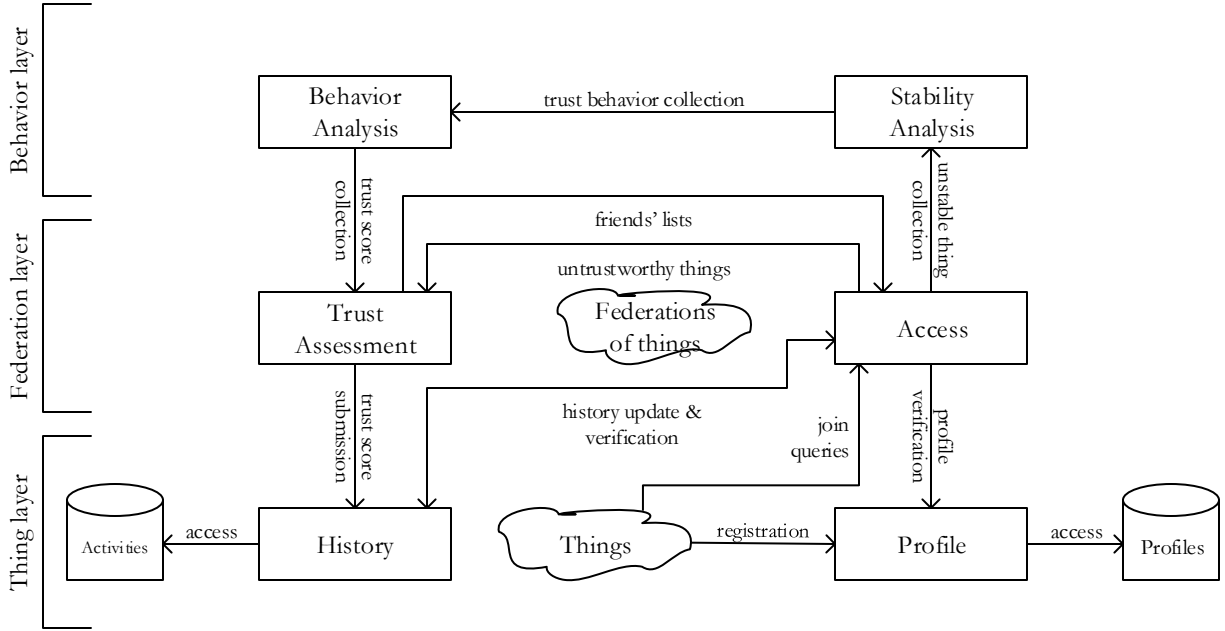 Behavior layer
Behavior
Analysis
trust behavior collection
Stability
Analysis
trust score
collection
unstable thing
collection
friends' lists
untrustworthy things
Federation layer
Trust
Assessment
Federations
of things
Access
trust score
submission
history update &
verification
join
queries
profile
verification
Thing layer
Activities
access
History
Things
registration
Profile
access
Profiles